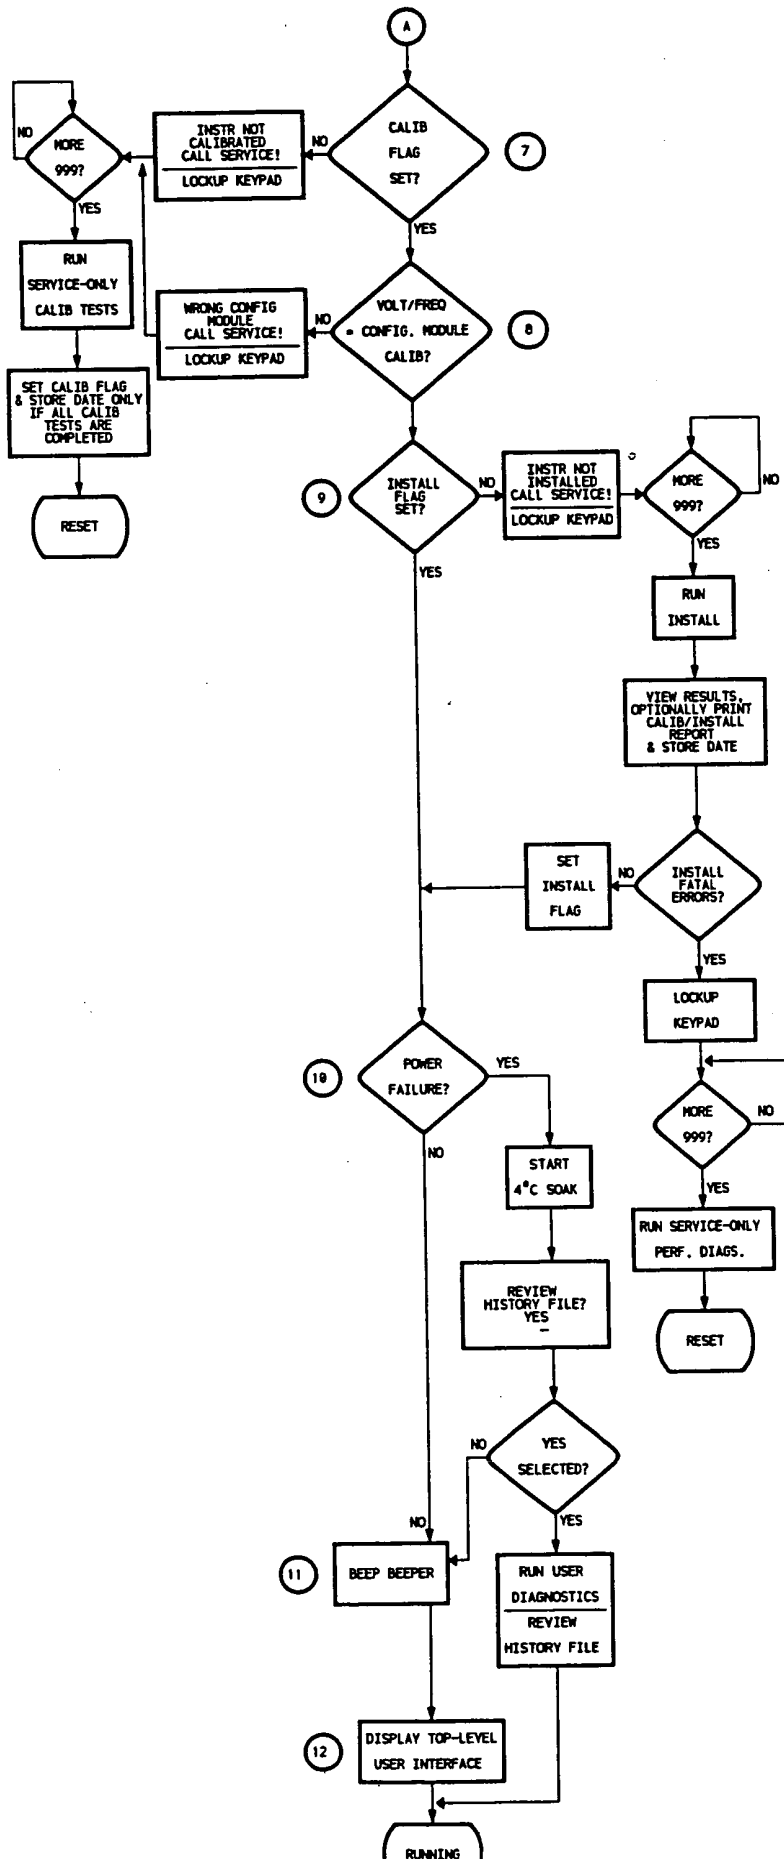 A
CALIB
FLAG
SET?
7
NO
INSTR NOT
CALIBRATED
CALL SERVICE!
LOCKUP KEYPAD
NO
MORE
999?
YES
RUN
SERVICE-ONLY
CALIB TESTS
SET CALIB FLAG
& STORE DATE ONLY
IF ALL CALIB
TESTS ARE
COMPLETED
RESET
YES
VOLT/FREQ
= CONFIG. MODULE
CALIB?
8
NO
WRONG CONFIG
MODULE
CALL SERVICE!
LOCKUP KEYPAD
9
INSTALL
FLAG
SET?
NO
INSTR NOT
INSTALLED
CALL SERVICE!
LOCKUP KEYPAD
MORE
999?
NO
YES
YES
RUN
INSTALL
VIEW RESULTS,
OPTIONALLY PRINT
CALIB/INSTALL
REPORT
& STORE DATE
INSTALL
FATAL
ERRORS?
NO
SET
INSTALL
FLAG
YES
LOCKUP
KEYPAD
MORE
999?
NO
YES
RUN SERVICE-ONLY
PERF. DIAGS.
RESET
10
POWER
FAILURE?
YES
NO
START
4°C SOAK
REVIEW
HISTORY FILE?
YES
YES
SELECTED?
NO
YES
NO
11
BEEP BEEPER
RUN USER
DIAGNOSTICS
REVIEW
HISTORY FILE
12
DISPLAY TOP-LEVEL
USER INTERFACE
RUNNING